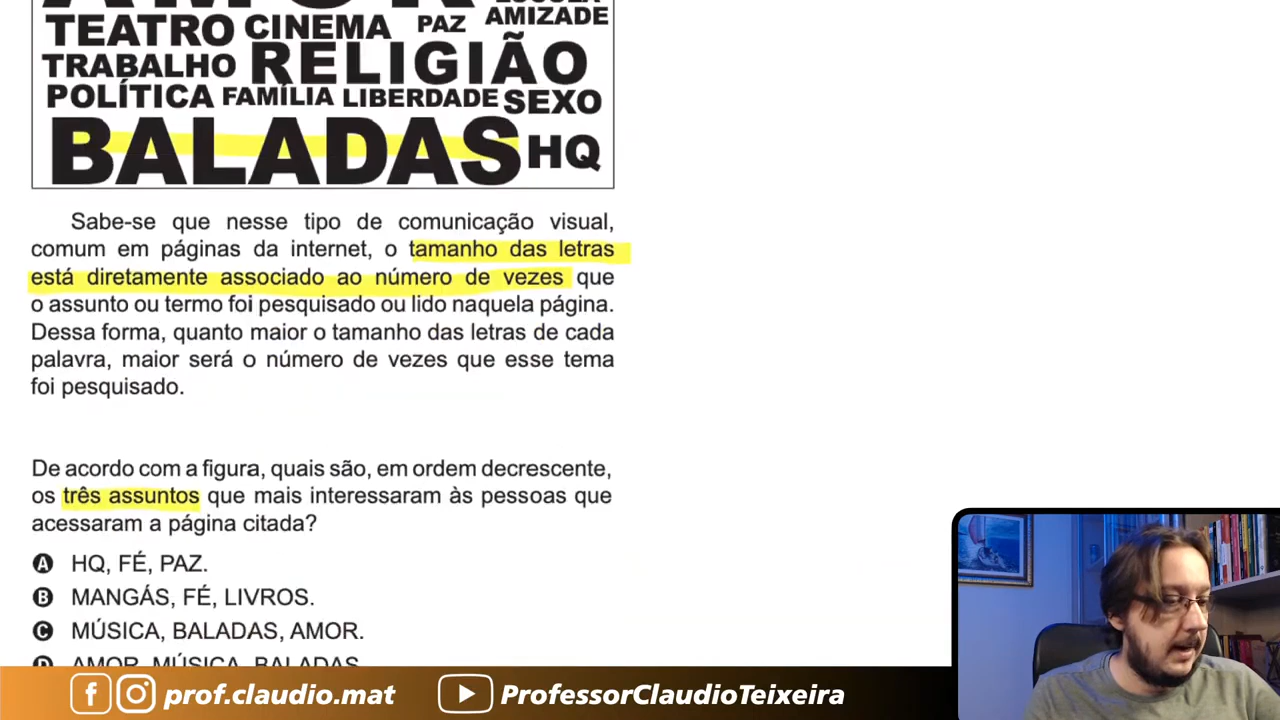 AMOR ESCOLA
TEATRO CINEMA PAZ AMIZADE
TRABALHO RELIGIÃO
POLÍTICA FAMÍLIA LIBERDADE SEXO
BALADAS HQ
Sabe-se que nesse tipo de comunicação visual,
comum em páginas da internet, o tamanho das letras
está diretamente associado ao número de vezes que
o assunto ou termo foi pesquisado ou lido naquela página.
Dessa forma, quanto maior o tamanho das letras de cada
palavra, maior será o número de vezes que esse tema
foi pesquisado.
De acordo com a figura, quais são, em ordem decrescente,
os três assuntos que mais interessaram às pessoas que
acessaram a página citada?
A HQ, FÉ, PAZ.
B MANGÁS, FÉ, LIVROS.
C MÚSICA, BALADAS, AMOR.
D AMOR, MÚSICA, BALADAS.
prof.claudio.mat ProfessorClaudioTeixeira